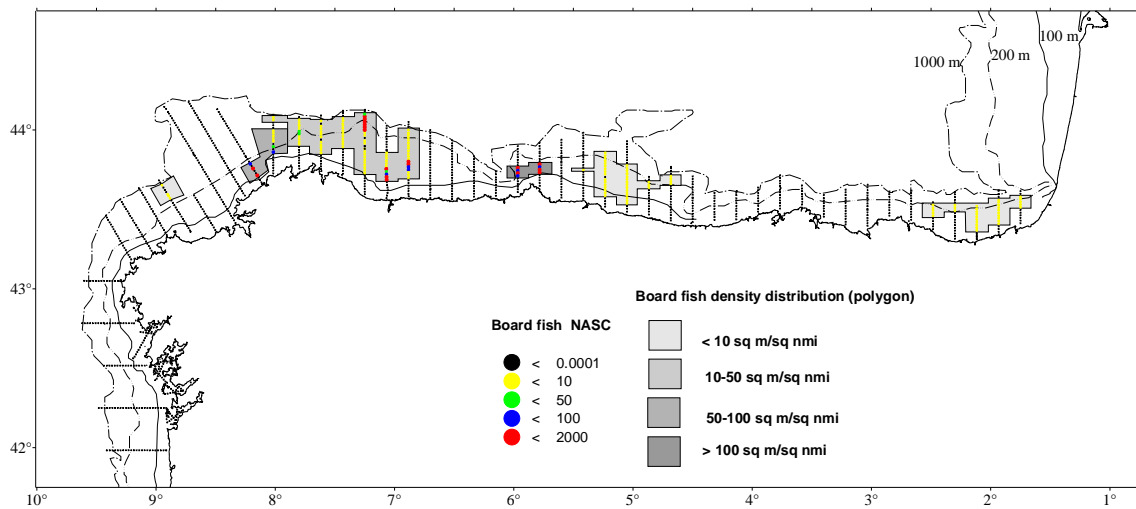 1000 m
200 m
100 m
44°
43°
42°
Board fish NASC
< 0.0001
< 10
< 50
< 100
< 2000
Board fish density distribution (polygon)
< 10 sq m/sq nmi
10-50 sq m/sq nmi
50-100 sq m/sq nmi
> 100 sq m/sq nmi
10° 9° 8° 7° 6° 5° 4° 3° 2° 1°